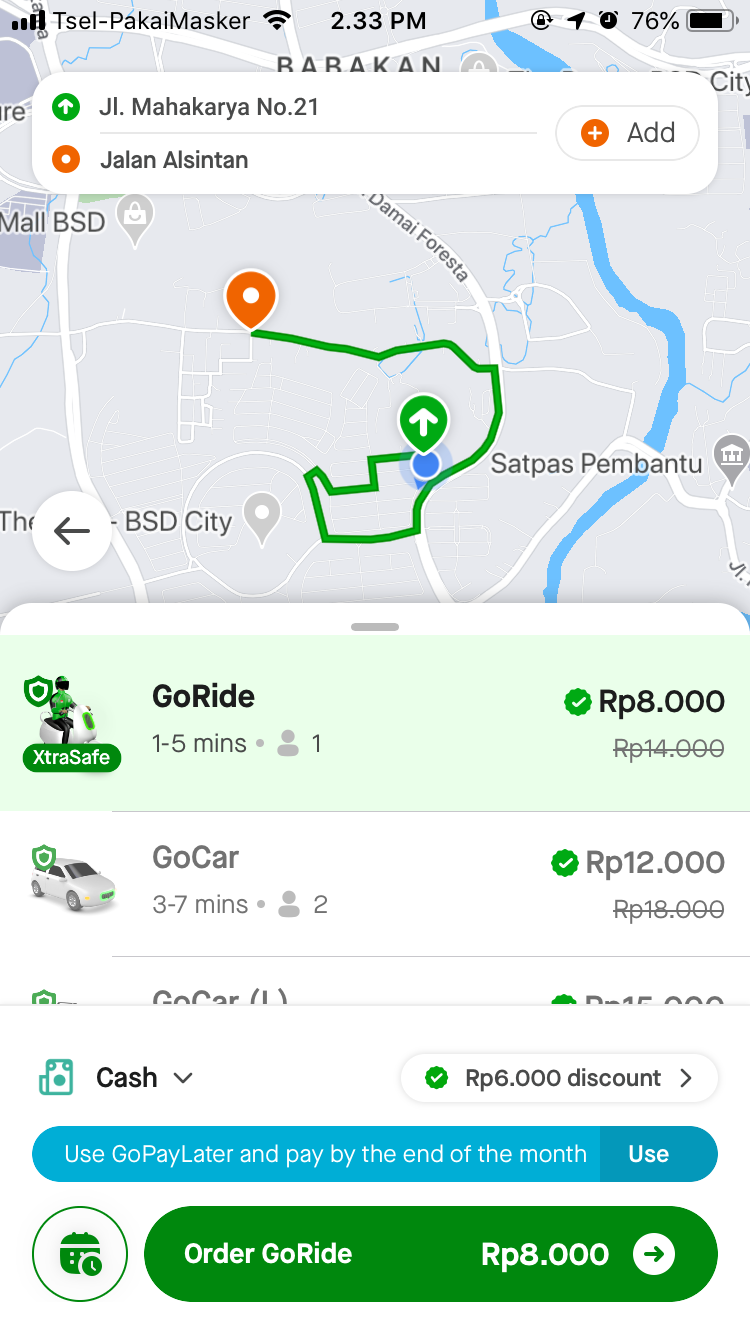 Tsel-PakaiMasker 2.33 PM 76%
BABAKAN
City
Jl. Mahakarya No.21
Add
Jalan Alsintan
Mall BSD
Damai Foresta
Satpas Pembantu
- BSD City
GoRide Rp8.000
1-5 mins • 1 Rp14.000
XtraSafe
GoCar Rp12.000
3-7 mins • 2 Rp18.000
GoCar (L) Rp15.000
Cash Rp6.000 discount
Use GoPayLater and pay by the end of the month Use
Order GoRide Rp8.000